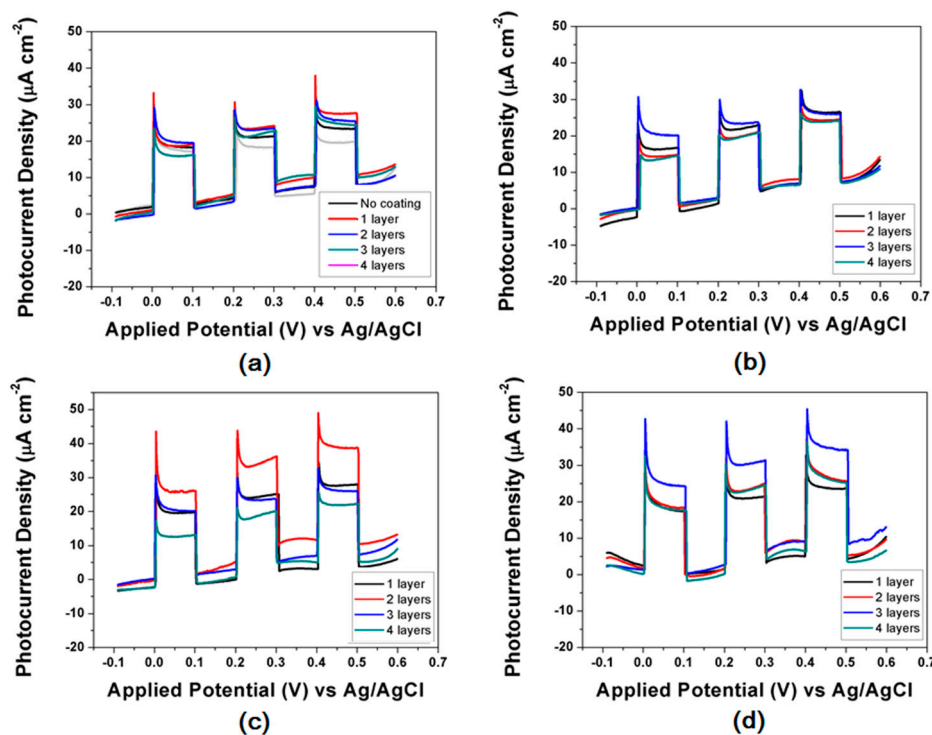 Photocurrent Density (µA cm-2)
50
40
30
20
10
0
-10
-20
No coating
1 layer
2 layers
3 layers
4 layers
-0.1 0.0 0.1 0.2 0.3 0.4 0.5 0.6 0.7
Applied Potential (V) vs Ag/AgCl
(a)
Photocurrent Density (µA cm-2)
50
40
30
20
10
0
-10
-20
1 layer
2 layers
3 layers
4 layers
-0.1 0.0 0.1 0.2 0.3 0.4 0.5 0.6 0.7
Applied Potential (V) vs Ag/AgCl
(b)
Photocurrent Density (µA cm-2)
50
40
30
20
10
0
-10
-20
1 layer
2 layers
3 layers
4 layers
-0.1 0.0 0.1 0.2 0.3 0.4 0.5 0.6 0.7
Applied Potential (V) vs Ag/AgCl
(c)
Photocurrent Density (µA cm-2)
50
40
30
20
10
0
-10
-20
1 layer
2 layers
3 layers
4 layers
-0.1 0.0 0.1 0.2 0.3 0.4 0.5 0.6 0.7
Applied Potential (V) vs Ag/AgCl
(d)